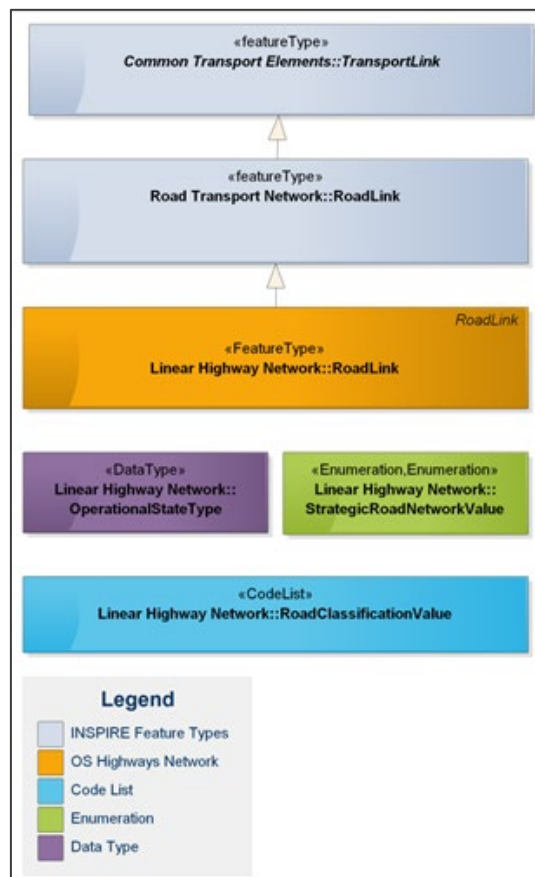 «featureType»
Common Transport Elements::TransportLink
«featureType»
Road Transport Network::RoadLink
RoadLink
«FeatureType»
Linear Highway Network::RoadLink
«DataType»
Linear Highway Network::
OperationalStateType
«Enumeration,Enumeration»
Linear Highway Network::
StrategicRoadNetworkValue
«CodeList»
Linear Highway Network::RoadClassificationValue
Legend
INSPIRE Feature Types
OS Highways Network
Code List
Enumeration
Data Type